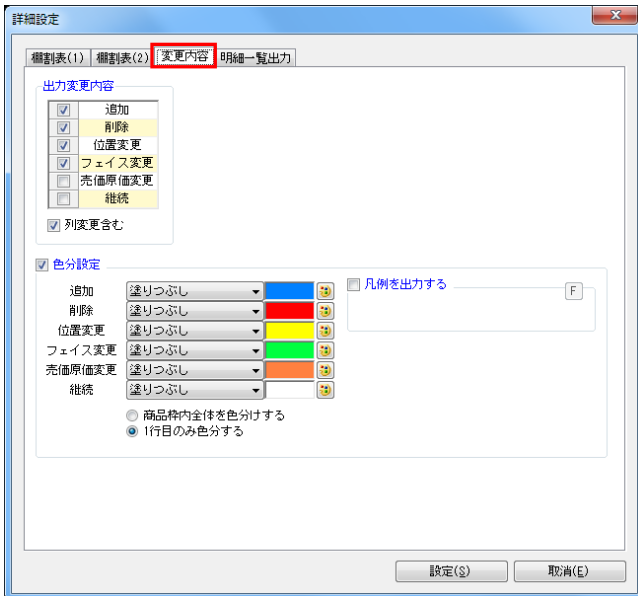 詳細設定
棚割表(1) 棚割表(2) 変更内容 明細一覧出力
出力変更内容
追加
削除
位置変更
フェイス変更
売価原価変更
継続
列変更含む
色分設定
追加 塗りつぶし
削除 塗りつぶし
位置変更 塗りつぶし
フェイス変更 塗りつぶし
売価原価変更 塗りつぶし
継続 塗りつぶし
商品枠内全体を色分けする
1行目のみ色分する
凡例を出力する F
設定(S) 取消(E)